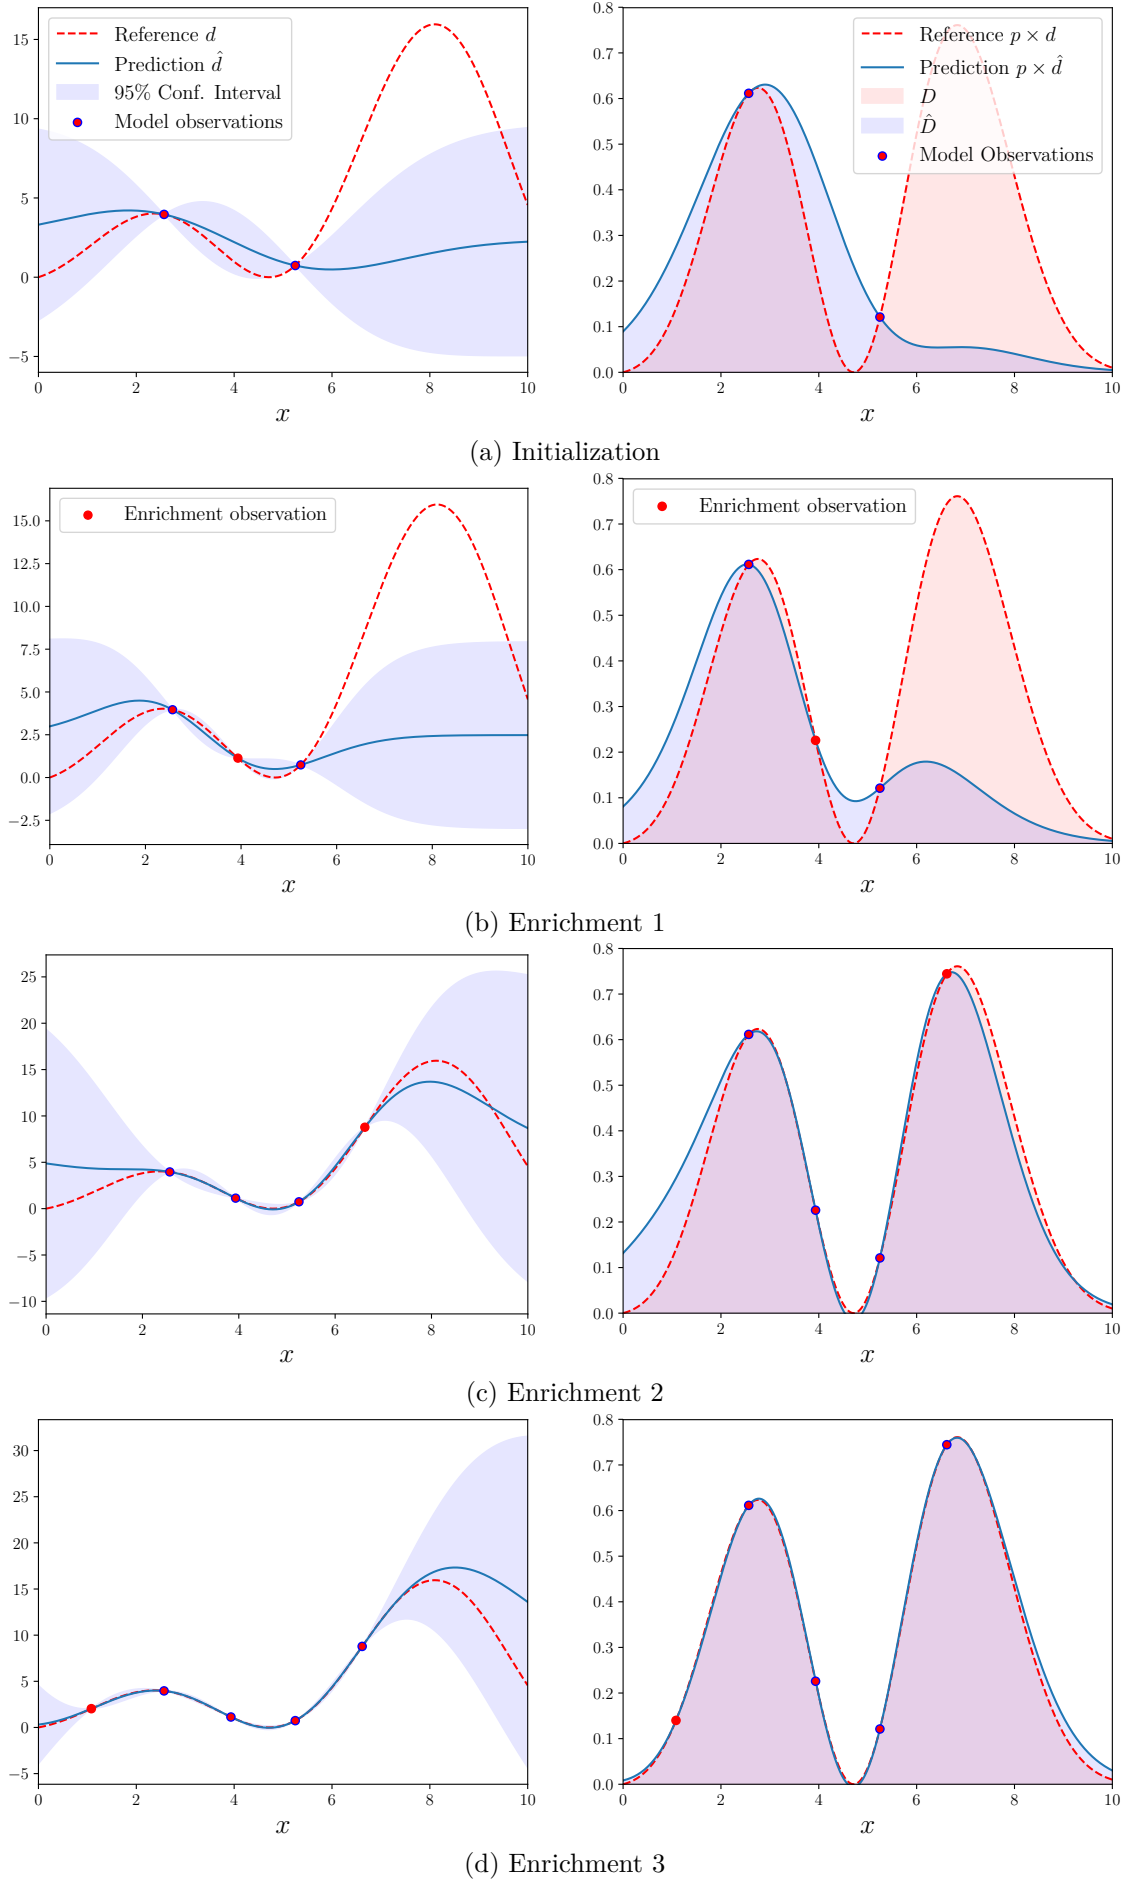 Reference d
Prediction d̂
95% Conf. Interval
Model observations
15
10
5
0
−5
0 2 4 6 8 10
x
Reference p × d
Prediction p × d̂
D
D̂
Model Observations
0.8
0.7
0.6
0.5
0.4
0.3
0.2
0.1
0.0
0 2 4 6 8 10
x
(a) Initialization
Enrichment observation
15.0
12.5
10.0
7.5
5.0
2.5
0.0
−2.5
0 2 4 6 8 10
x
Enrichment observation
0.8
0.7
0.6
0.5
0.4
0.3
0.2
0.1
0.0
0 2 4 6 8 10
x
(b) Enrichment 1
25
20
15
10
5
0
−5
−10
0 2 4 6 8 10
x
0.8
0.7
0.6
0.5
0.4
0.3
0.2
0.1
0.0
0 2 4 6 8 10
x
(c) Enrichment 2
30
25
20
15
10
5
0
−5
0 2 4 6 8 10
x
0.8
0.7
0.6
0.5
0.4
0.3
0.2
0.1
0.0
0 2 4 6 8 10
x
(d) Enrichment 3